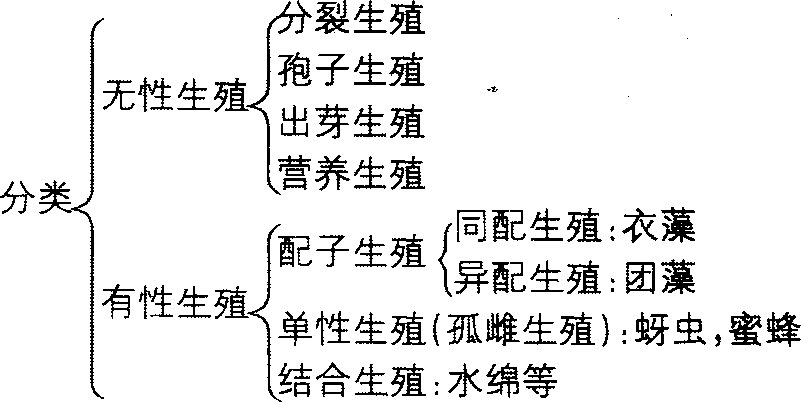 分类
无性生殖
分裂生殖
孢子生殖
出芽生殖
营养生殖
有性生殖
配子生殖
同配生殖:衣藻
异配生殖:团藻
单性生殖(孤雌生殖):蚜虫,蜜蜂
结合生殖:水绵等